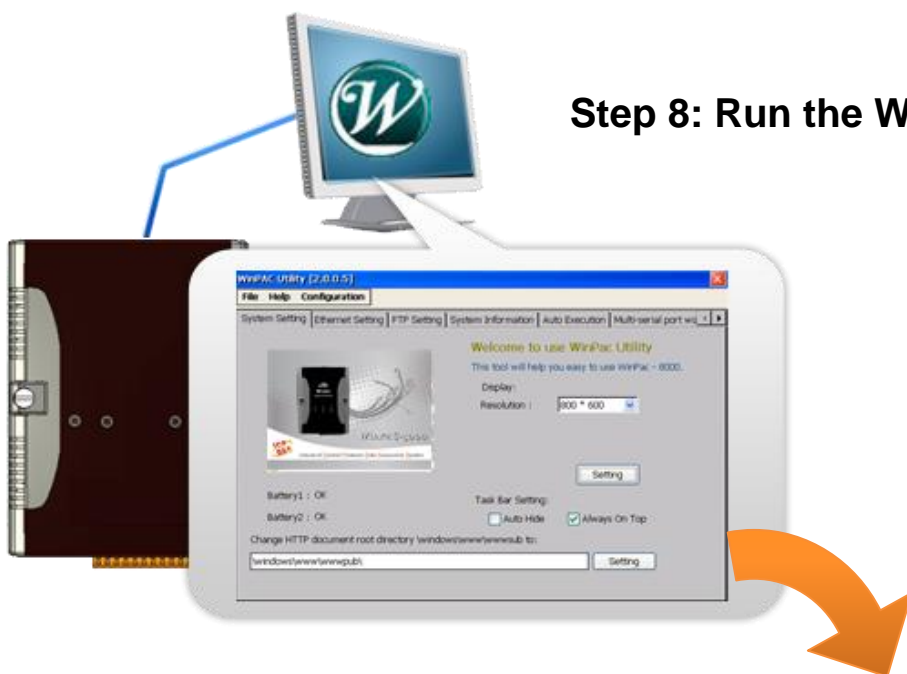 Step 8: Run the W
WinPAC Utility [2.0.0.5]
File Help Configuration
System Setting Ethernet Setting FTP Setting System Information Auto Execution Multi-serial port
Welcome to use WinPac Utility
This tool will help you easy to use WinPac - 8000.
Display:
Resolution : 800 * 600
Setting
Battery1 : OK
Task Bar Setting:
Battery2 : OK
Auto Hide Always On Top
Change HTTP document root directory \windows\www\wwwpub to:
\windows\www\wwwpub\
Setting